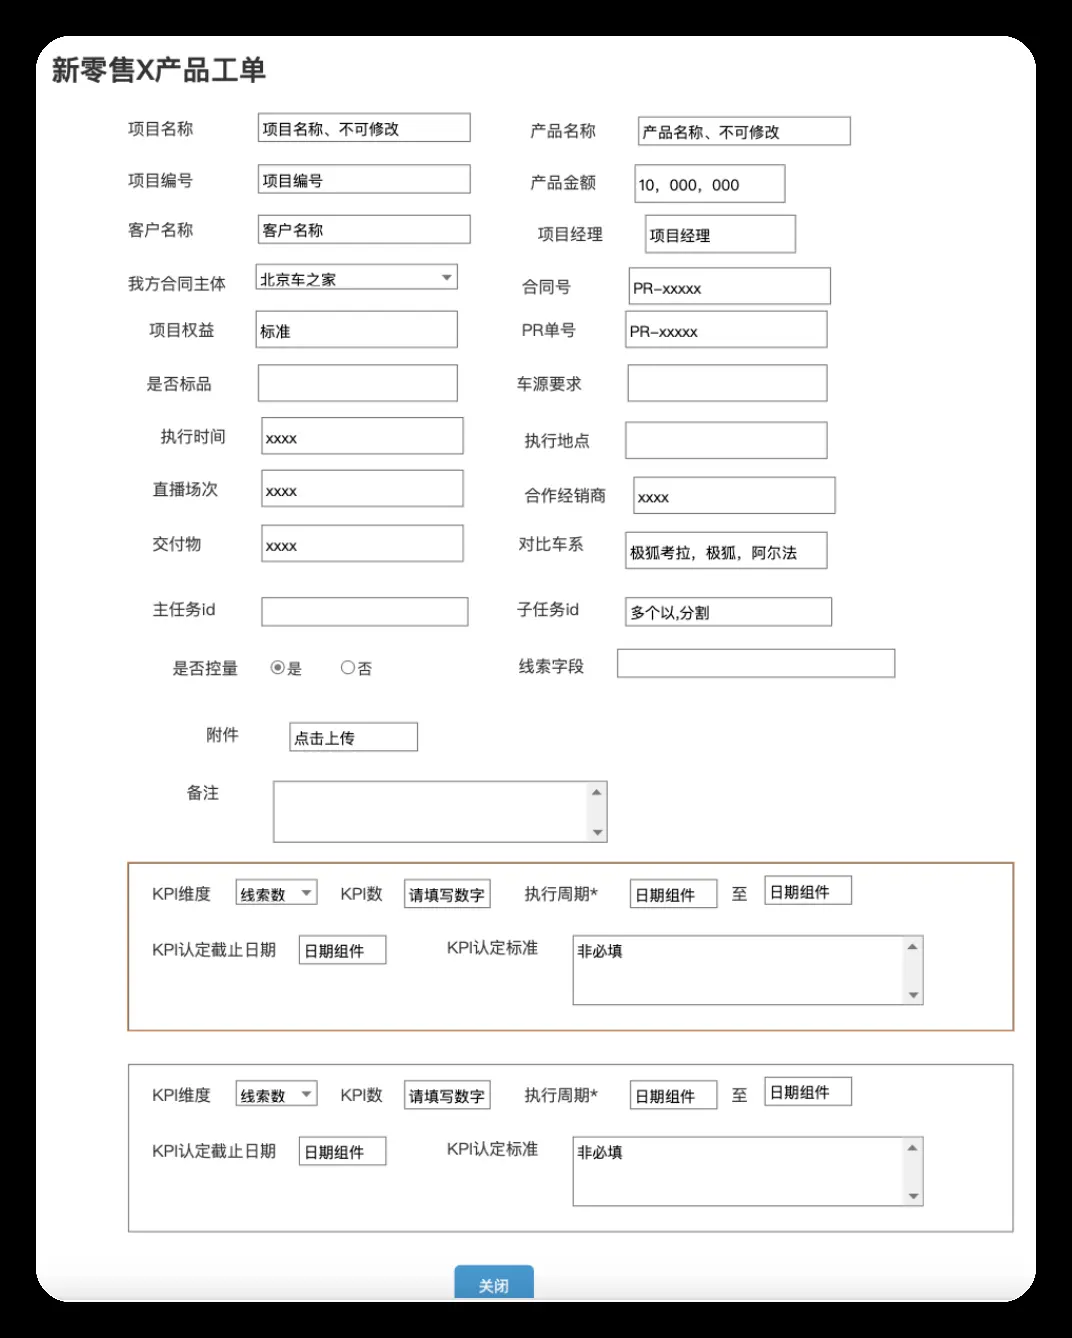 新零售X产品工单
项目名称 项目名称、不可修改 产品名称 产品名称、不可修改
项目编号 项目编号 产品金额 10，000，000
客户名称 客户名称 项目经理 项目经理
我方合同主体 北京车之家 合同号 PR-xxxxx
项目权益 标准 PR单号 PR-xxxxx
是否标品 车源要求
执行时间 xxxx 执行地点
直播场次 xxxx 合作经销商 xxxx
交付物 xxxx 对比车系 极狐考拉，极狐，阿尔法
主任务id 子任务id 多个以,分割
是否控量 是 否 线索字段
附件 点击上传
备注
KPI维度 线索数 KPI数 请填写数字 执行周期* 日期组件 至 日期组件
KPI认定截止日期 日期组件 KPI认定标准 非必填
KPI维度 线索数 KPI数 请填写数字 执行周期* 日期组件 至 日期组件
KPI认定截止日期 日期组件 KPI认定标准 非必填
关闭